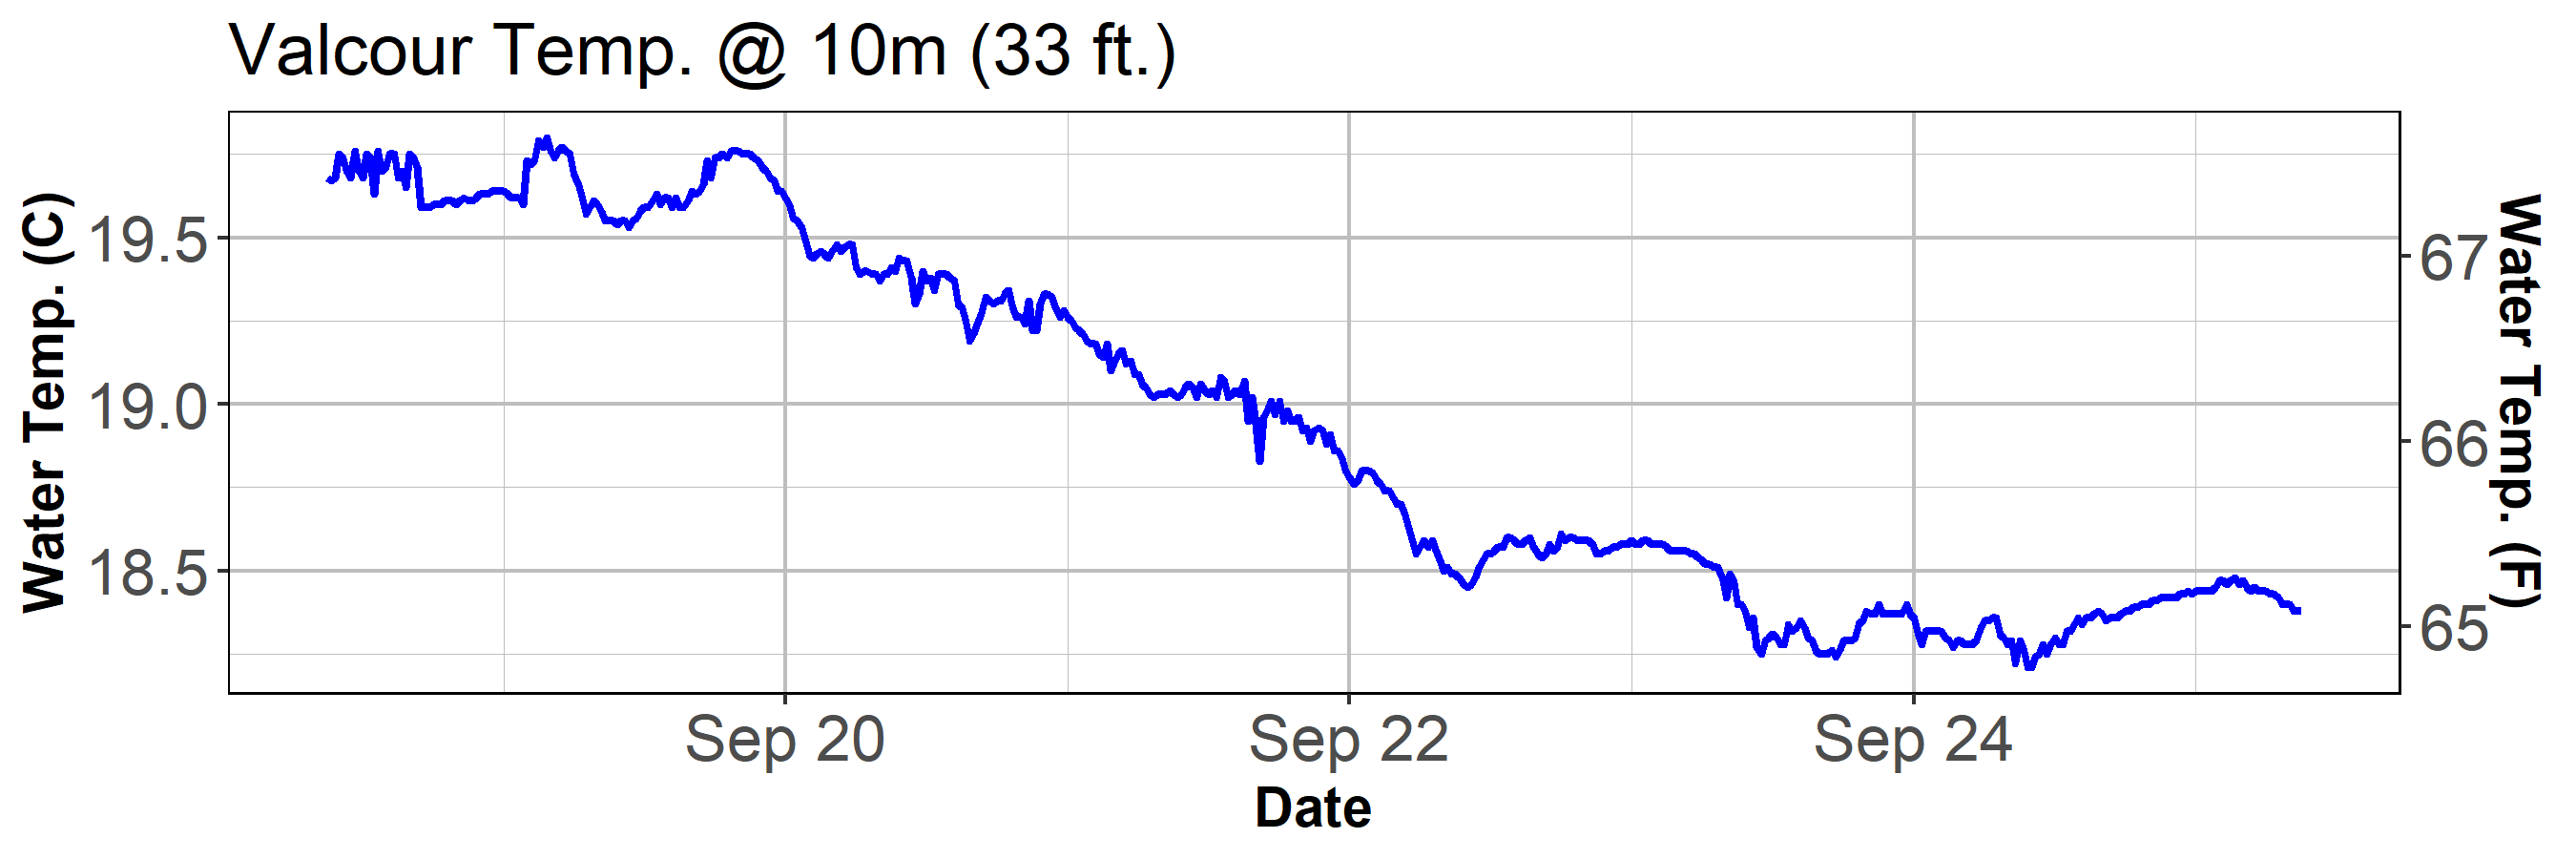 Valcour Temp. @ 10m (33 ft.)
Water Temp. (C)
19.5
19.0
18.5
67
66
65
Water Temp. (F)
Sep 20
Sep 22
Sep 24
Date